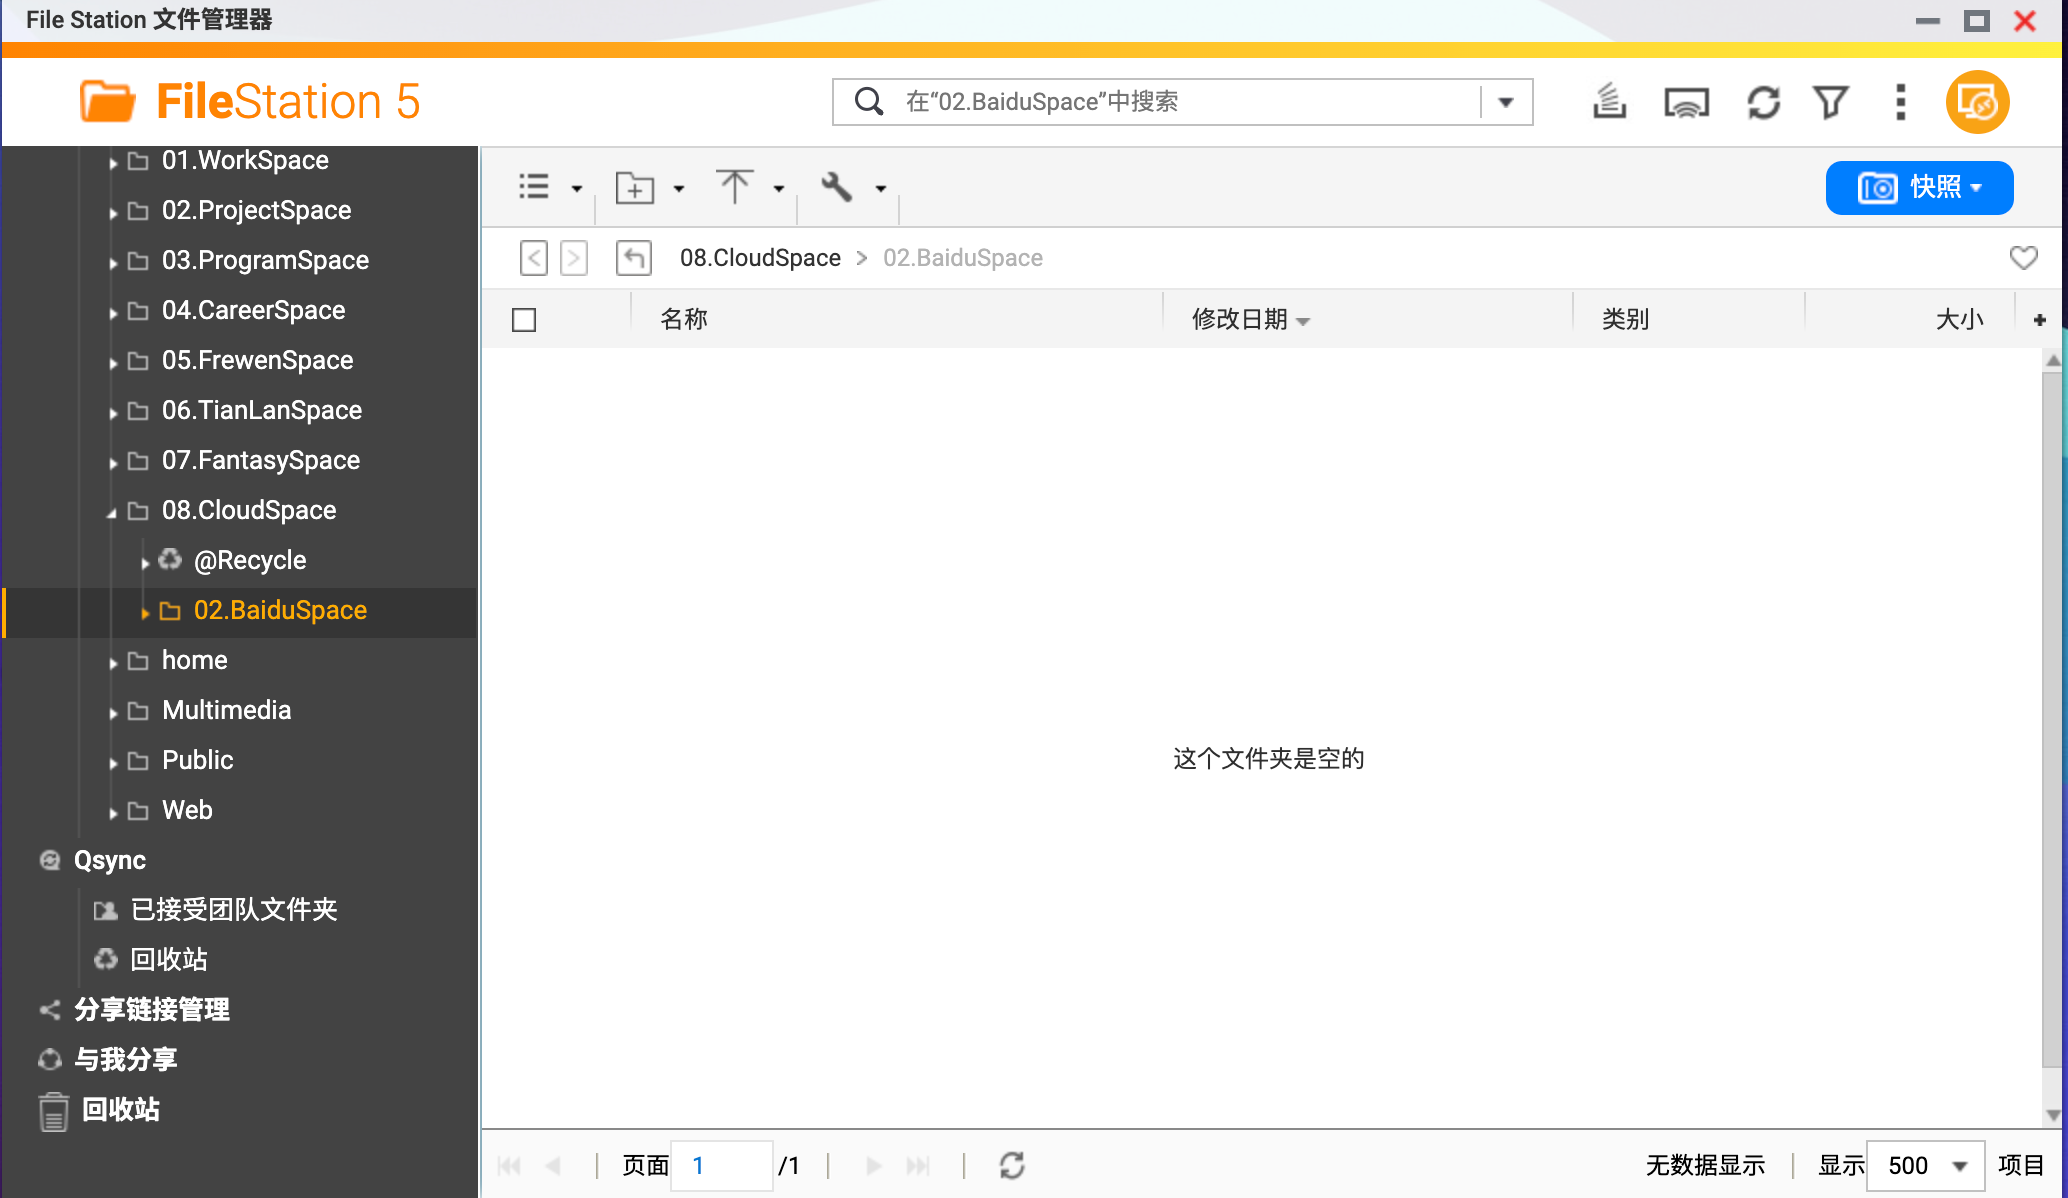 File Station 文件管理器
FileStation 5
在“02.BaiduSpace”中搜索
01.WorkSpace
02.ProjectSpace
03.ProgramSpace
04.CareerSpace
05.FrewenSpace
06.TianLanSpace
07.FantasySpace
08.CloudSpace
@Recycle
02.BaiduSpace
home
Multimedia
Public
Web
Qsync
已接受团队文件夹
回收站
分享链接管理
与我分享
回收站
快照
08.CloudSpace > 02.BaiduSpace
名称 修改日期 类别 大小 +
这个文件夹是空的
页面 1 /1 无数据显示 | 显示 500 项目